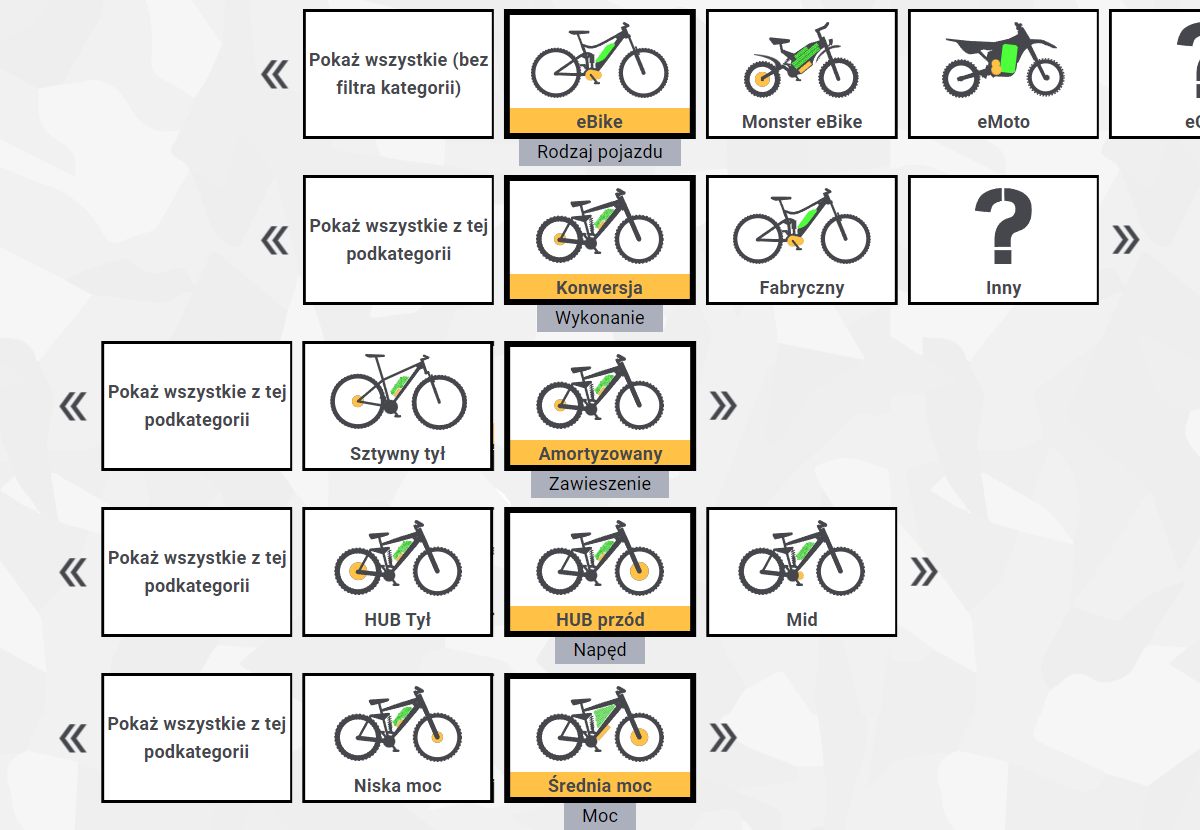 Pokaż wszystkie (bez
filtra kategorii)
eBike
Monster eBike
eMoto
Rodzaj pojazdu
Pokaż wszystkie z tej
podkategorii
Konwersja
Fabryczny
?
Inny
Wykonanie
Pokaż wszystkie z tej
podkategorii
Sztywny tył
Amortyzowany
Zawieszenie
Pokaż wszystkie z tej
podkategorii
HUB Tył
HUB przód
Mid
Napęd
Pokaż wszystkie z tej
podkategorii
Niska moc
Średnia moc
Moc